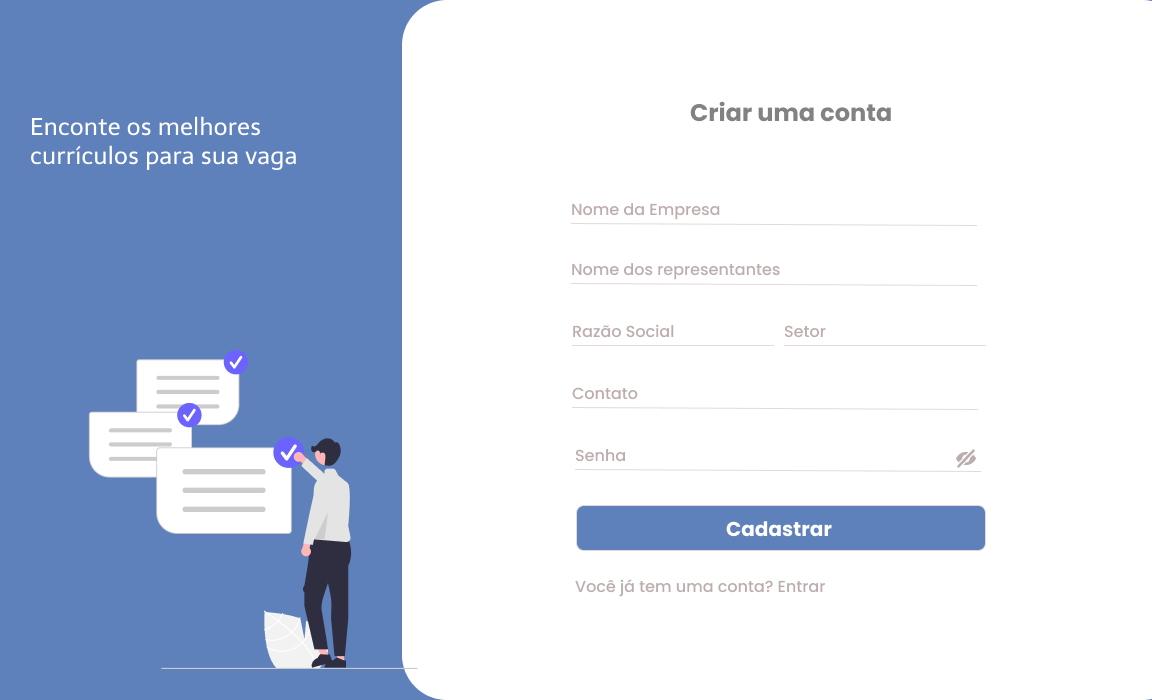 Enconte os melhores
currículos para sua vaga
Criar uma conta
Nome da Empresa
Nome dos representantes
Razão Social
Setor
Contato
Senha
Cadastrar
Você já tem uma conta? Entrar